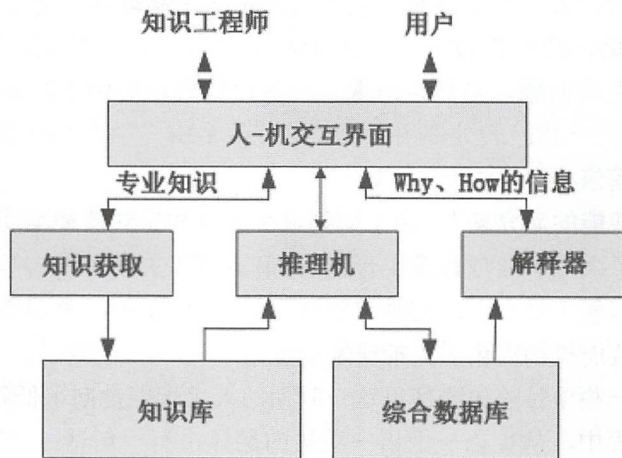 知识工程师
用户
人-机交互界面
专业知识
Why、How的信息
知识获取
推理机
解释器
知识库
综合数据库